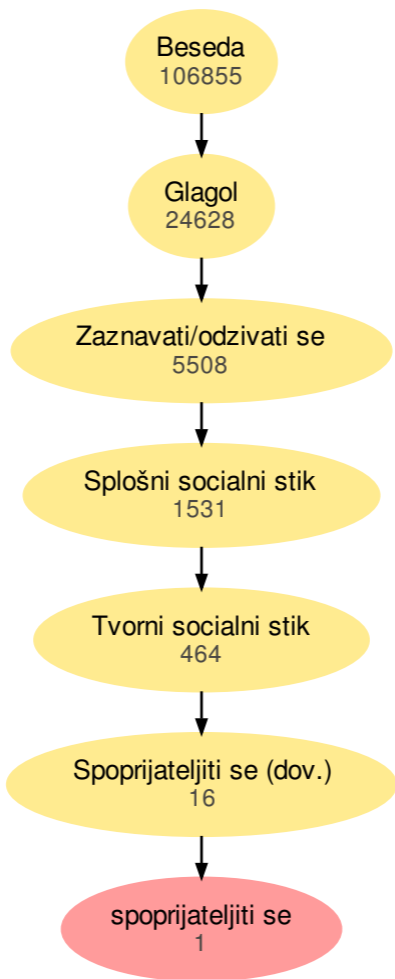 Beseda
106855
Glagol
24628
Zaznavati/odzivati se
5508
Splošni socialni stik
1531
Tvorni socialni stik
464
Spoprijateljiti se (dov.)
16
spoprijateljiti se
1